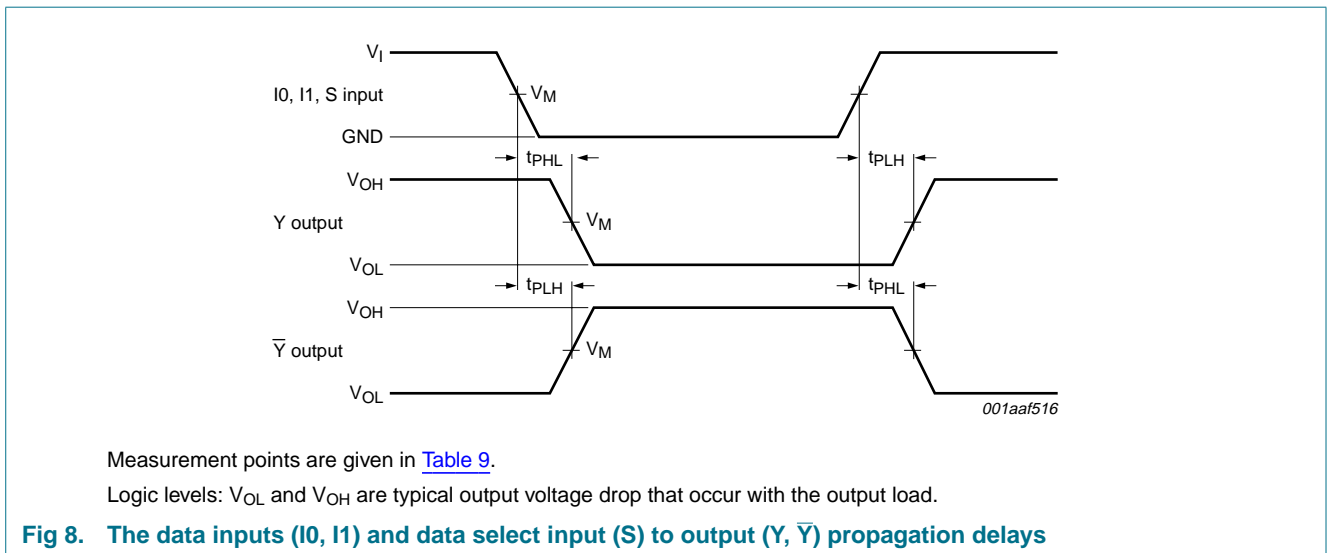 V_I
I0, I1, S input
V_M
GND
t_PHL
t_PLH
V_OH
Y output
V_M
V_OL
t_PLH
t_PHL
V_OH
Y̅ output
V_M
V_OL
001aaf516
Measurement points are given in Table 9.
Logic levels: V_OL and V_OH are typical output voltage drop that occur with the output load.
Fig 8. The data inputs (I0, I1) and data select input (S) to output (Y, Y̅) propagation delays